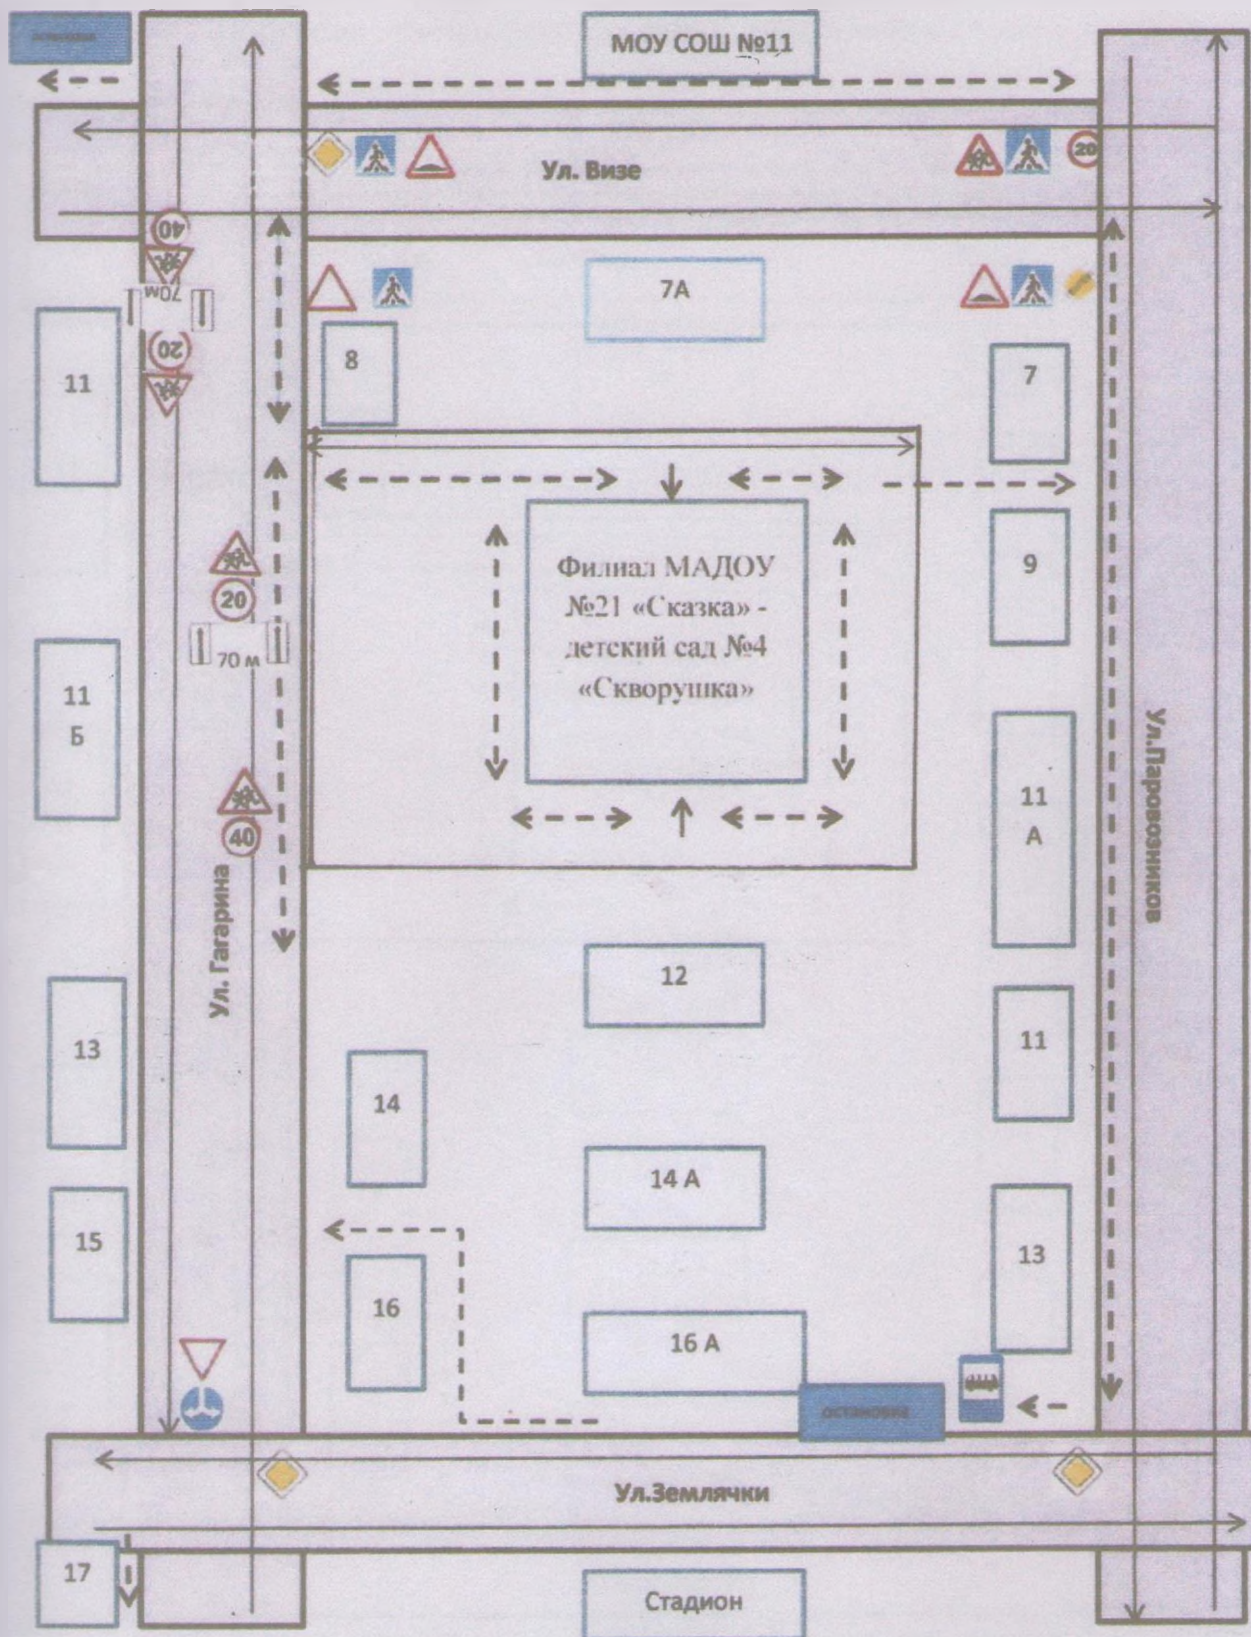 остановка
МОУ СОШ №11
20
Ул. Визе
40
70м
20
7А
8
7
11
Филиал МАДОУ
№21 «Сказка» -
детский сад №4
«Скворушка»
9
20
70 м
11
Б
40
11
А
Ул. Гагарина
Ул.Паровозников
12
13
11
14
14 А
15
13
16
16 А
остановка
Ул.Землячки
17
Стадион